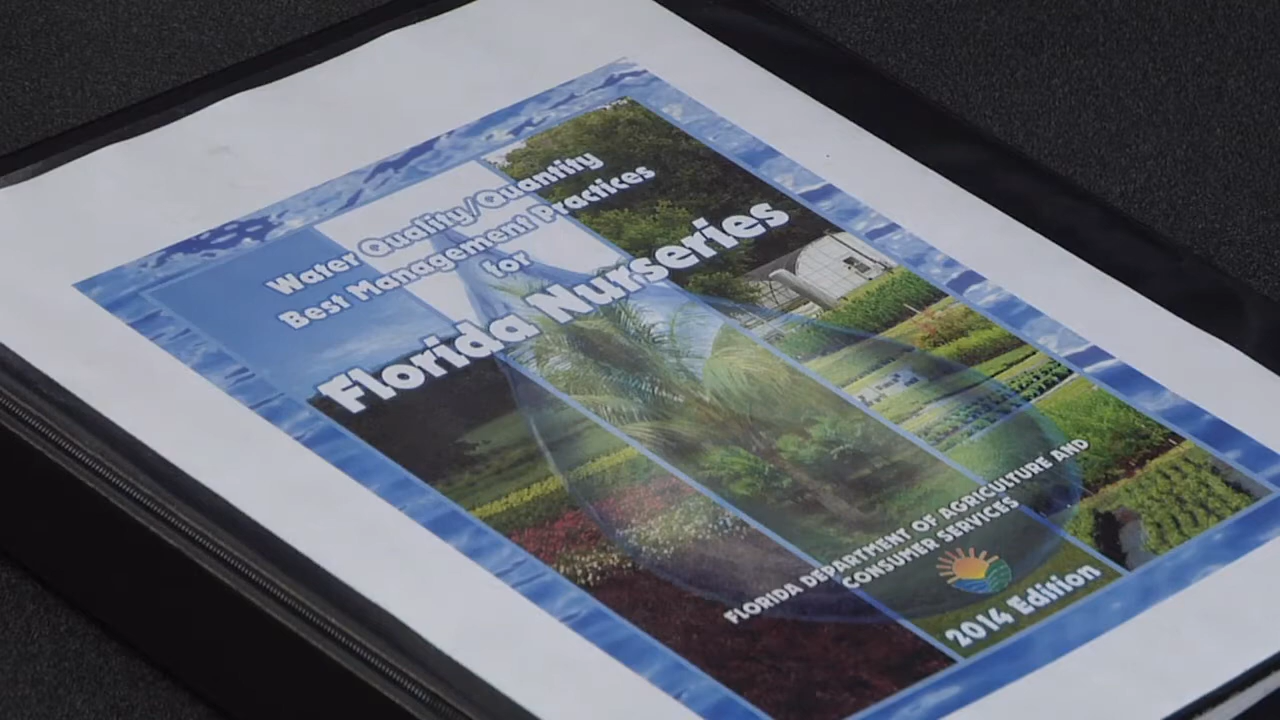 Water Quality/Quantity
Best Management Practices
for
Florida Nurseries
FLORIDA DEPARTMENT OF AGRICULTURE AND
CONSUMER SERVICES
2014 Edition